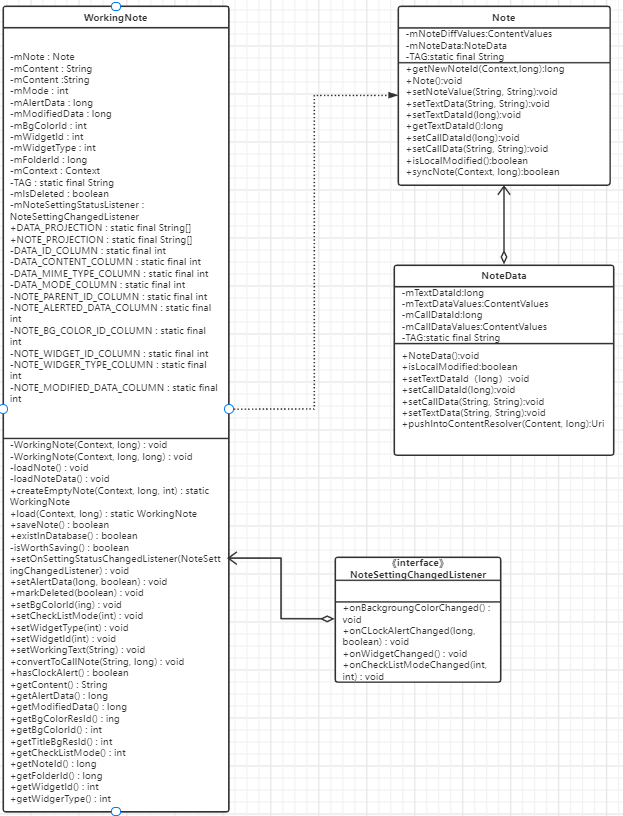 WorkingNote
-mNote : Note
-mContent : String
-mContent :String
-mMode : int
-mAlertData : long
-mModifiedData : long
-mBgColorId : int
-mWidgetId : int
-mWidgetType : int
-mFolderId : long
-mContext : Context
-TAG : static final String
-mIsDeleted : boolean
-mNoteSettingStatusListener :
NoteSettingChangedListener
+DATA_PROJECTION : static final String[]
+NOTE_PROJECTION : static final String[]
-DATA_ID_COLUMN : static final int
-DATA_CONTENT_COLUMN : static final int
-DATA_MIME_TYPE_COLUMN : static final int
-DATA_MODE_COLUMN : static final int
-NOTE_PARENT_ID_COLUMN : static final int
-NOTE_ALERTED_DATA_COLUMN : static final
int
-NOTE_BG_COLOR_ID_COLUMN : static final
int
-NOTE_WIDGET_ID_COLUMN : static final int
-NOTE_WIDGER_TYPE_COLUMN : static final
int
-NOTE_MODIFIED_DATA_COLUMN : static final
int
-WorkingNote(Context, long) : void
-WorkingNote(Context, long, long) : void
-loadNote() : void
-loadNoteData() : void
+createEmptyNote(Context, long, int) : static
WorkingNote
+load(Context, long) : static WorkingNote
+saveNote() : boolean
+existInDatabase() : boolean
-isWorthSaving() : boolean
+setOnSettingStatusChangedListener(NoteSett
ingChangedListener) : void
+setAlertData(long, boolean) : void
+markDeleted(boolean) : void
+setBgColorId(ing) : void
+setCheckListMode(int) : void
+setWidgetType(int) : void
+setWidgetId(int) : void
+setWorkingText(String) : void
+convertToCallNote(String, long) : void
+hasClockAlert() : boolean
+getContent() : String
+getAlertData() : long
+getModifiedData() : long
+getBgColorResId() : ing
+getBgColorId() : int
+getTitleBgResId() : int
+getCheckListMode() : int
+getNoteId() : long
+getFolderId() : long
+getWidgetId() : int
+getWidgerType() : int
Note
-mNoteDiffValues:ContentValues
-mNoteData:NoteData
-TAG:static final String
+getNewNoteId(Context,long):long
+Note():void
+setNoteValue(String, String):void
+setTextData(String, String):void
+setTextDataId(long):void
+getTextDataId():long
+setCallDataId(long):void
+setCallData(String, String):void
+isLocalModified():boolean
+syncNote(Context, long):boolean
NoteData
-mTextDataId:long
-mTextDataValues:ContentValues
-mCallDataId:long
-mCallDataValues:ContentValues
-TAG:static final String
+NoteData():void
+isLocalModified:boolean
+setTextDataId（long）:void
+setCallDataId(long):void
+setCallData(String, String):void
+setTextData(String, String):void
+pushIntoContentResolver(Content, long):Uri
《interface》
NoteSettingChangedListener
+onBackgroungColorChanged() :
void
+onCLockAlertChanged(long,
boolean) : void
+onWidgetChanged() : void
+onCheckListModeChanged(int,
int) : void